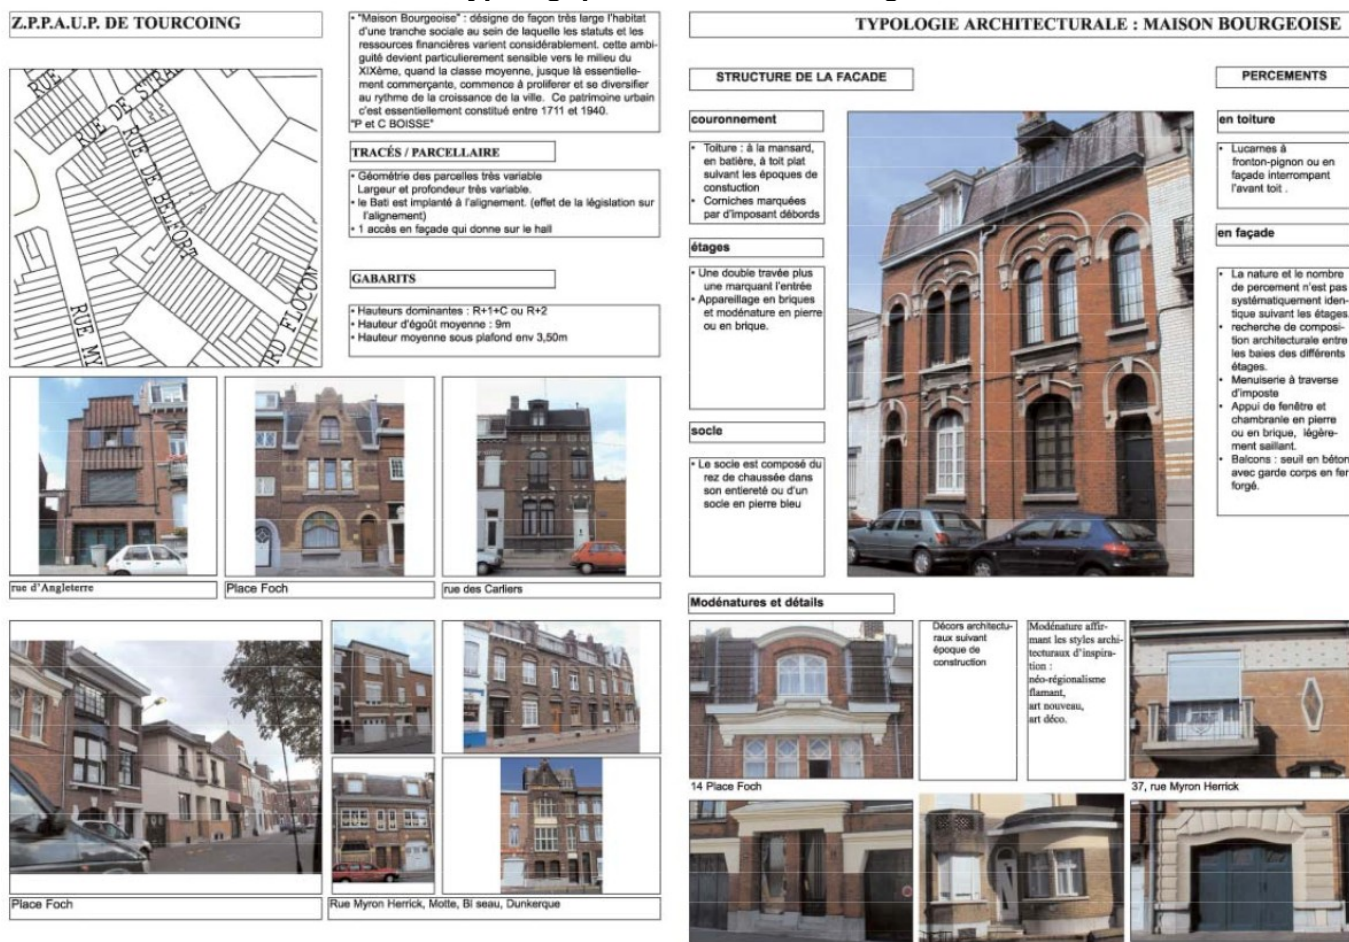 Z.P.P.A.U.P. DE TOURCOING
RUE
RUE DE STRA
RUE DE BELFORT
RUE MY
RD FLOCON
• "Maison Bourgeoise" : désigne de façon très large l'habitat
d'une tranche sociale au sein de laquelle les statuts et les
ressources financières varient considérablement. cette ambi-
guité devient particulierement sensible vers le milieu du
XIXème, quand la classe moyenne, jusque là essentielle-
ment commerçante, commence à proliferer et se diversifier
au rythme de la croissance de la ville. Ce patrimoine urbain
c'est essentiellement constitué entre 1711 et 1940.
"P et C BOISSE"
TRACÉS / PARCELLAIRE
• Géométrie des parcelles très variable
Largeur et profondeur très variable.
• le Bati est implanté à l'alignement. (effet de la législation sur
l'alignement)
• 1 accès en façade qui donne sur le hall
GABARITS
• Hauteurs dominantes : R+1+C ou R+2
• Hauteur d'égoût moyenne : 9m
• Hauteur moyenne sous plafond env 3,50m
rue d'Angleterre
Place Foch
rue des Carliers
Place Foch
Rue Myron Herrick, Motte, Bl seau, Dunkerque
TYPOLOGIE ARCHITECTURALE : MAISON BOURGEOISE
STRUCTURE DE LA FACADE
couronnement
• Toiture : à la mansard,
en batière, à toit plat
suivant les époques de
constuction
• Corniches marquées
par d'imposant débords
étages
• Une double travée plus
une marquant l'entrée
• Appareillage en briques
et modénature en pierre
ou en brique.
socle
• Le socle est composé du
rez de chaussée dans
son entiereté ou d'un
socle en pierre bleu
PERCEMENTS
en toiture
• Lucarnes à
fronton-pignon ou en
façade interrompant
l'avant toit .
en façade
• La nature et le nombre
de percement n'est pas
systématiquement iden-
tique suivant les étages.
• recherche de composi-
tion architecturale entre
les baies des différents
étages.
• Menuiserie à traverse
d'imposte
• Appui de fenêtre et
chambranle en pierre
ou en brique, légère-
ment saillant.
• Balcons : seuil en béton
avec garde corps en fer
forgé.
Modénatures et détails
Décors architectu-
raux suivant
époque de
construction
Modénature affir-
mant les styles archi-
tecturaux d'inspira-
tion :
néo-régionalisme
flamant,
art nouveau,
art déco.
14 Place Foch
37, rue Myron Herrick